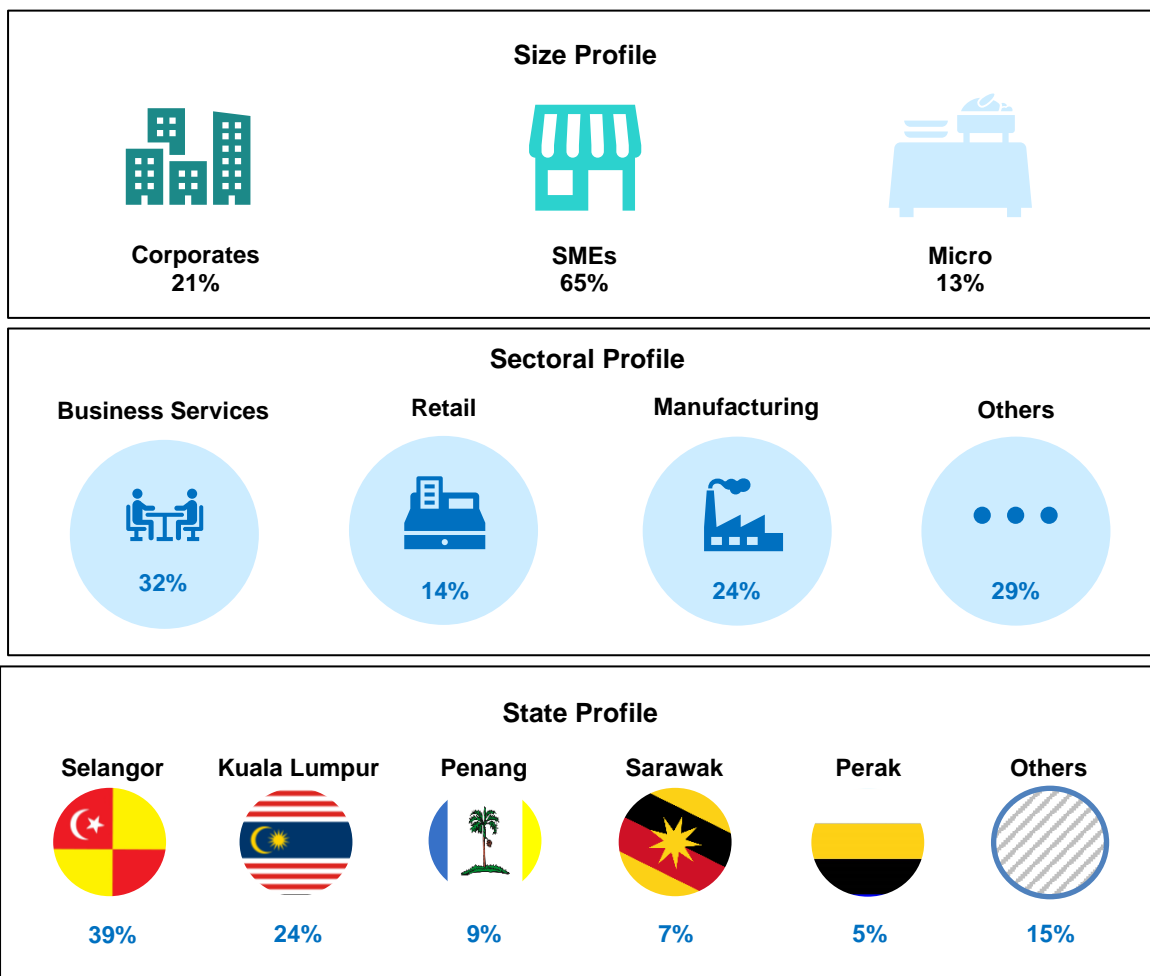 Size Profile
Corporates
21%
SMEs
65%
Micro
13%
Sectoral Profile
Business Services
32%
Retail
14%
Manufacturing
24%
Others
29%
State Profile
Selangor
39%
Kuala Lumpur
24%
Penang
9%
Sarawak
7%
Perak
5%
Others
15%